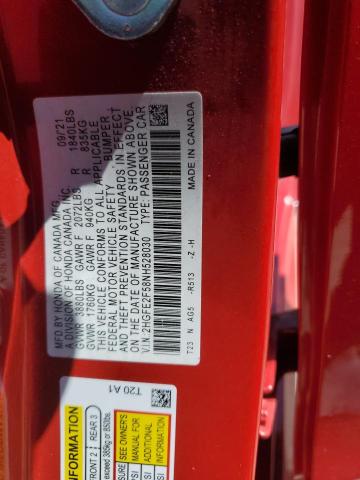 MFD BY HONDA OF CANADA MFG. 09/21
A DIVISION OF HONDA CANADA INC.
GVWR 3880LBS GAWR F 2072LBS R 1840LBS
GVWR 1760KG GAWR F 940KG R 835KG
THIS VEHICLE CONFORMS TO ALL APPLICABLE
FEDERAL MOTOR VEHICLE SAFETY, BUMPER,
AND THEFT PREVENTION STANDARDS IN EFFECT
ON THE DATE OF MANUFACTURE SHOWN ABOVE.
V.I.N. 2HGFE2F58NH528030 TYPE: PASSENGER CAR
T23 N AG5 -R513 -Z -H MADE IN CANADA
T20 A1
INFORMATION
FRONT 2 REAR 3
exceed 385kg or 850lbs.
SEE OWNER'S
MANUAL FOR
ADDITIONAL
INFORMATION